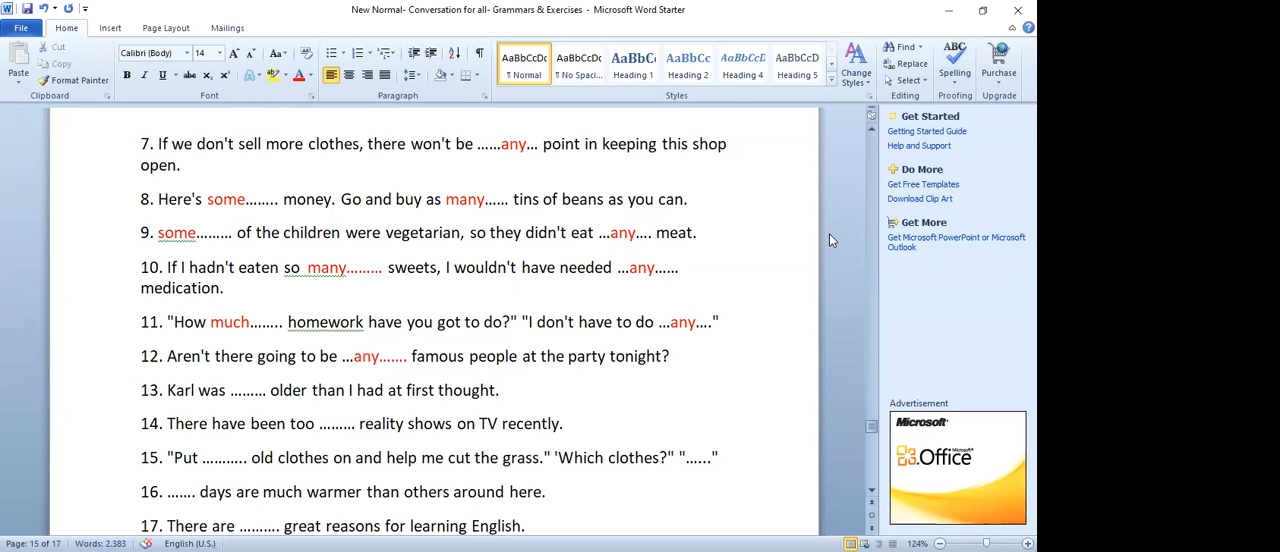 New Normal- Conversation for all- Grammars & Exercises - Microsoft Word Starter
File Home Insert Page Layout Mailings
Paste
Cut
Copy
Format Painter
Clipboard
Calibri (Body) 14
Font
Paragraph
AaBbCcDc AaBbCcDc AaBbC AaBbCc AaBbCcD AaBbCcD
¶ Normal ¶ No Spaci... Heading 1 Heading 2 Heading 4 Heading 5
Change Styles
Styles
Find
Replace
Select
Editing
Spelling
Proofing
Purchase
Upgrade
7. If we don't sell more clothes, there won't be ……any… point in keeping this shop
open.
8. Here's some…….. money. Go and buy as many…… tins of beans as you can.
9. some……… of the children were vegetarian, so they didn't eat …any…. meat.
10. If I hadn't eaten so many……… sweets, I wouldn't have needed …any……
medication.
11. "How much…….. homework have you got to do?" "I don't have to do …any…."
12. Aren't there going to be …any……. famous people at the party tonight?
13. Karl was ……… older than I had at first thought.
14. There have been too ……… reality shows on TV recently.
15. "Put ……….. old clothes on and help me cut the grass." 'Which clothes?" "……"
16. ……. days are much warmer than others around here.
17. There are ………. great reasons for learning English.
Get Started
Getting Started Guide
Help and Support
Do More
Get Free Templates
Download Clip Art
Get More
Get Microsoft PowerPoint or Microsoft
Outlook
Advertisement
Microsoft
Office
Page: 15 of 17 Words: 2.383 English (U.S.) 124%